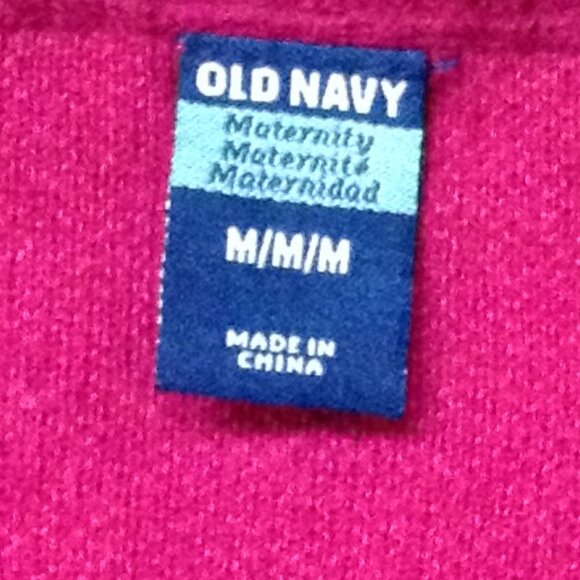 OLD NAVY
Maternity
Maternité
Maternidad
M/M/M
MADE IN
CHINA